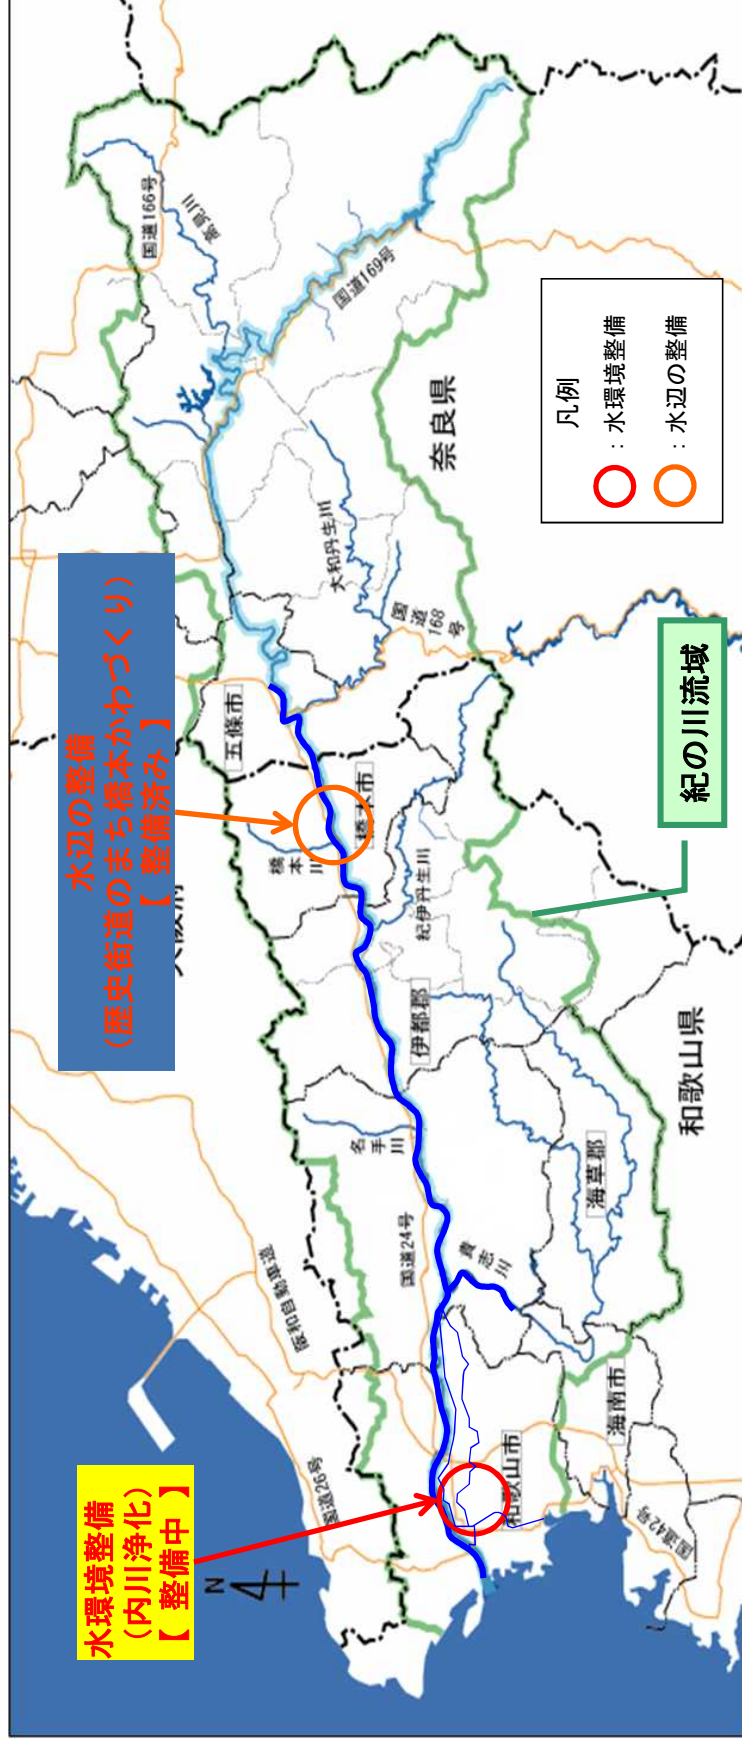 水環境整備
(内川浄化)
【 整備中 】
水辺の整備
(歴史街道のまち橋本かわづくり)
【 整備済み 】
N
国道26号
阪和自動車道
国道24号
名手川
貴志川
和歌山市
海南市
国道42号
海草郡
伊都郡
和歌山県
橋本川
橋本市
紀伊丹生川
五條市
国道168号
大和丹生川
奈良県
国道166号
高見川
国道169号
紀の川流域
凡例
: 水環境整備
: 水辺の整備